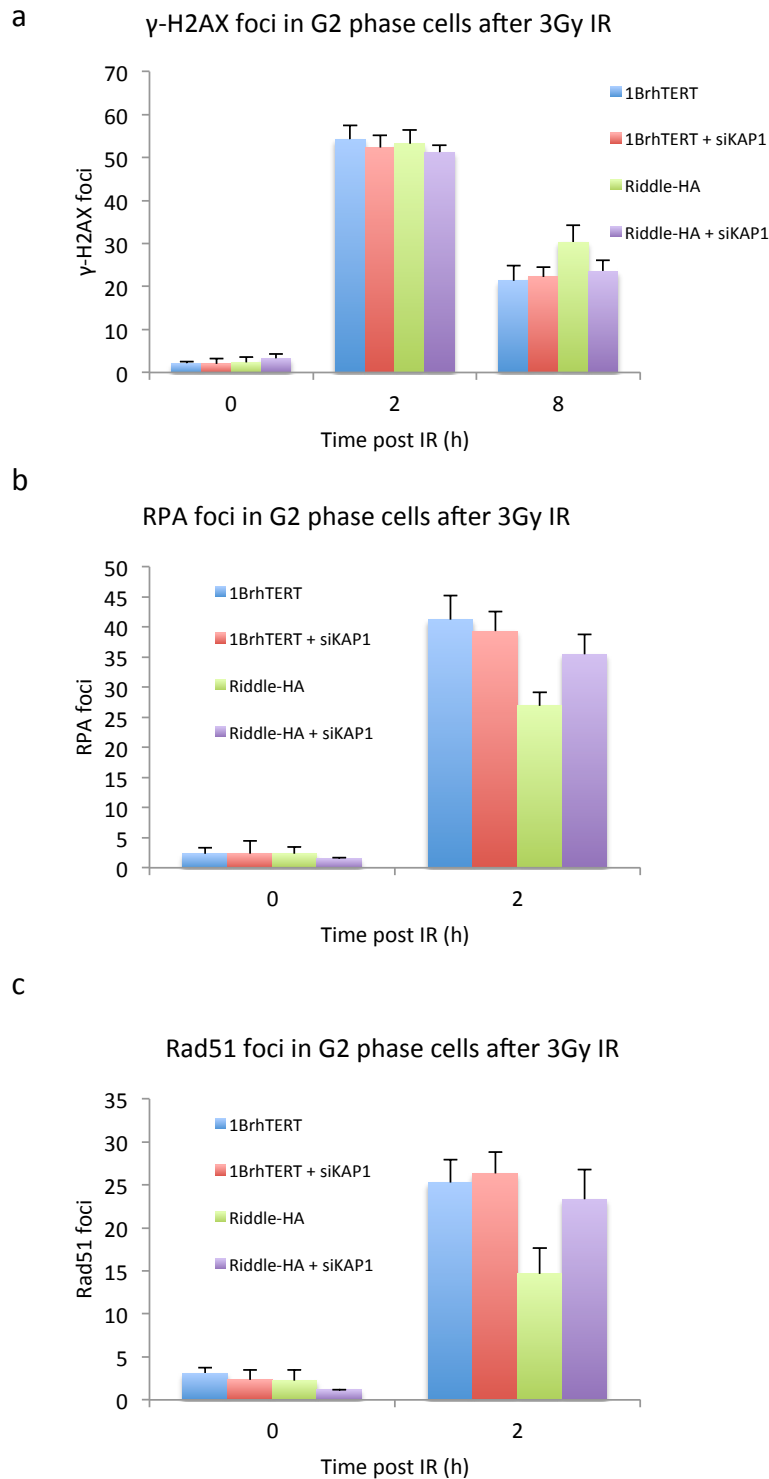 a
γ-H2AX foci in G2 phase cells after 3Gy IR
70
60
50
40
30
20
10
0
γ-H2AX foci
1BrhTERT
1BrhTERT + siKAP1
Riddle-HA
Riddle-HA + siKAP1
0 2 8
Time post IR (h)
b
RPA foci in G2 phase cells after 3Gy IR
50
45
40
35
30
25
20
15
10
5
0
RPA foci
1BrhTERT
1BrhTERT + siKAP1
Riddle-HA
Riddle-HA + siKAP1
0 2
Time post IR (h)
c
Rad51 foci in G2 phase cells after 3Gy IR
35
30
25
20
15
10
5
0
Rad51 foci
1BrhTERT
1BrhTERT + siKAP1
Riddle-HA
Riddle-HA + siKAP1
0 2
Time post IR (h)